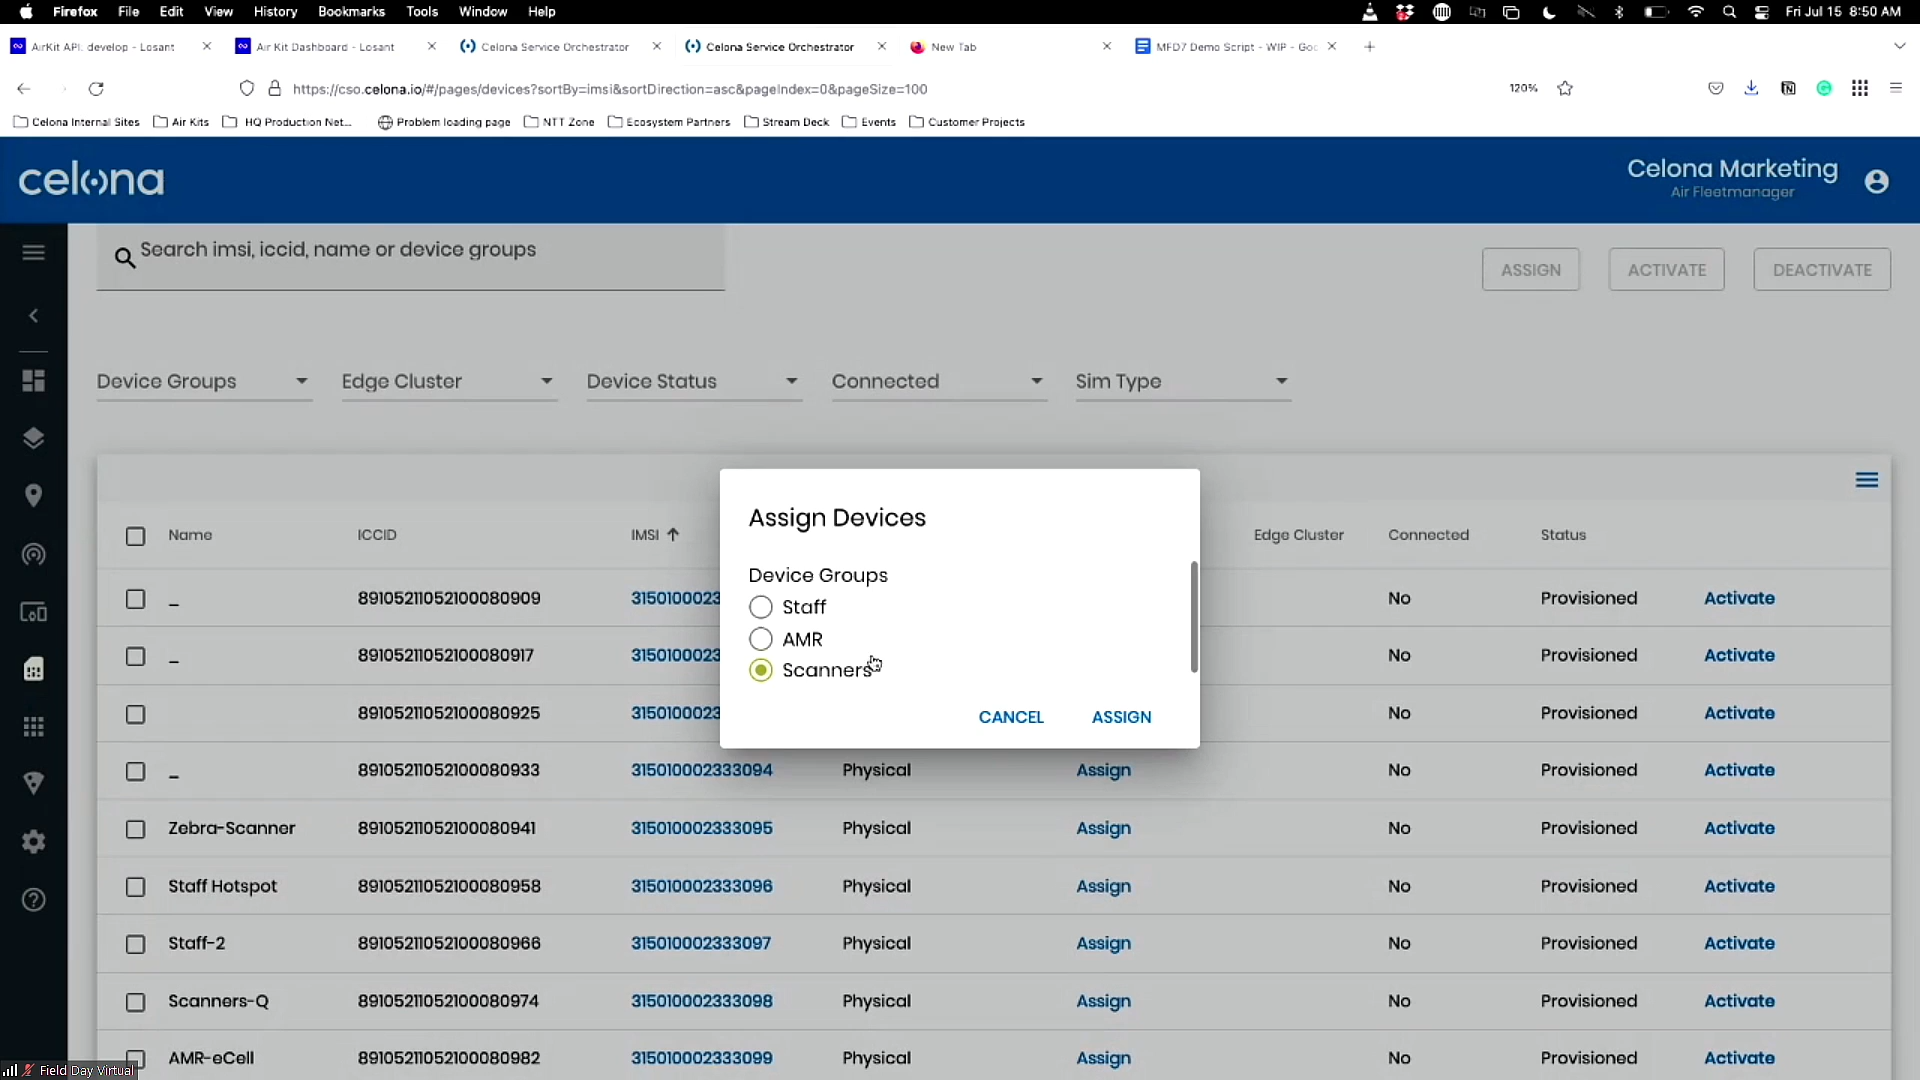 Firefox File Edit View History Bookmarks Tools Window Help Fri Jul 15 8:50 AM
AirKit API. develop - Losant Air Kit Dashboard - Losant Celona Service Orchestrator Celona Service Orchestrator New Tab MFD7 Demo Script - WIP - Goo
https://cso.celona.io/#/pages/devices?sortBy=imsi&sortDirection=asc&pageIndex=0&pageSize=100 120%
Celona Internal Sites Air Kits HQ Production Net... Problem loading page NTT Zone Ecosystem Partners Stream Deck Events Customer Projects
celona
Celona Marketing
Air Fleetmanager
Search imsi, iccid, name or device groups
ASSIGN ACTIVATE DEACTIVATE
Device Groups Edge Cluster Device Status Connected Sim Type
Name ICCID IMSI Edge Cluster Connected Status
_ 89105211052100080909 3150100023 No Provisioned Activate
_ 89105211052100080917 3150100023 No Provisioned Activate
89105211052100080925 3150100023 No Provisioned Activate
_ 89105211052100080933 315010002333094 Physical Assign No Provisioned Activate
Zebra-Scanner 89105211052100080941 315010002333095 Physical Assign No Provisioned Activate
Staff Hotspot 89105211052100080958 315010002333096 Physical Assign No Provisioned Activate
Staff-2 89105211052100080966 315010002333097 Physical Assign No Provisioned Activate
Scanners-Q 89105211052100080974 315010002333098 Physical Assign No Provisioned Activate
AMR-eCell 89105211052100080982 315010002333099 Physical Assign No Provisioned Activate
Assign Devices
Device Groups
Staff
AMR
Scanners
CANCEL ASSIGN
Field Day Virtual